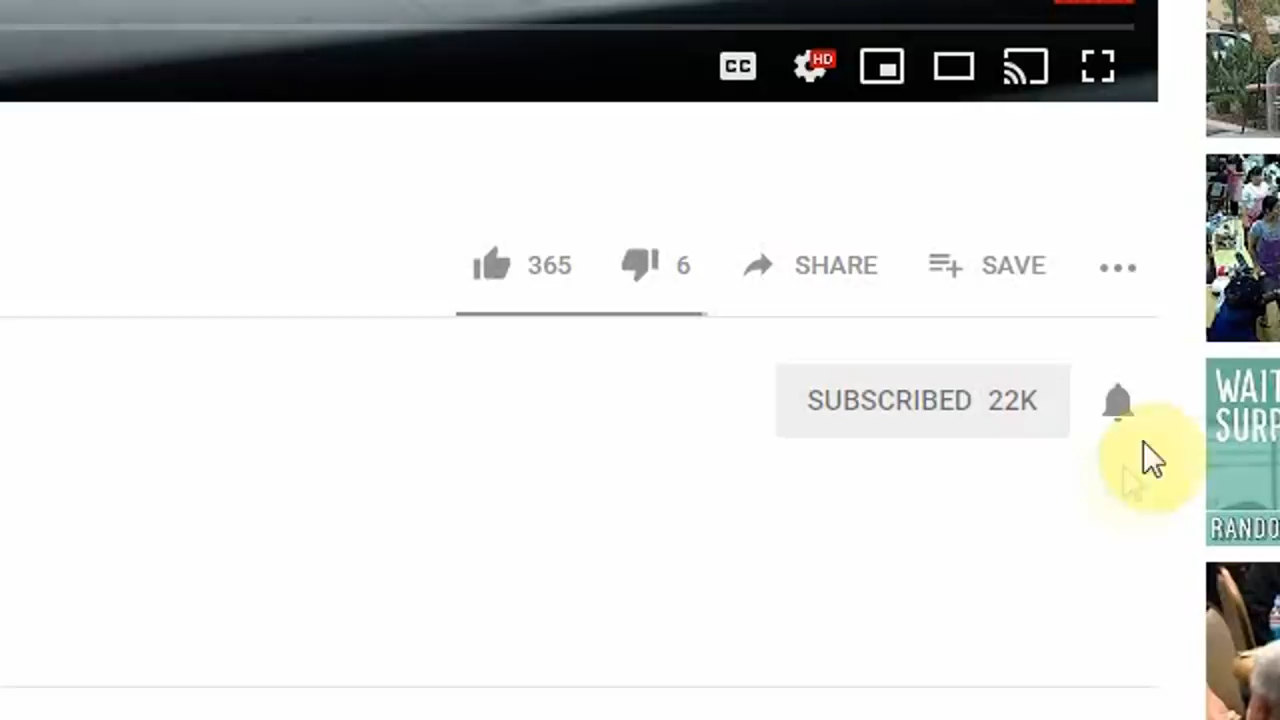 CC
HD
365 6 SHARE SAVE
SUBSCRIBED 22K
WAIT
SURP
RANDO